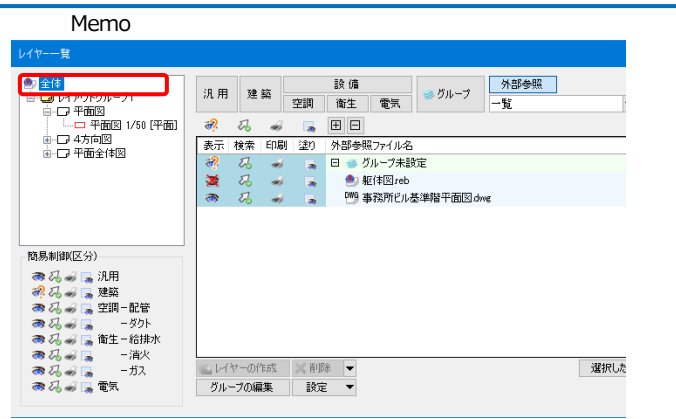 Memo
レイヤー一覧
全体
レイアウトグループ1
平面図
平面図 1/50 [平面]
4方向図
平面全体図
汎用 建築 設備 空調 衛生 電気 グループ 外部参照 一覧
表示 検索 印刷 塗り 外部参照ファイル名
グループ未設定
躯体図.reb
DWG 事務所ビル基準階平面図.dwg
簡易制御(区分)
汎用
建築
空調－配管
－ダクト
衛生－給排水
－消火
－ガス
電気
レイヤーの作成 削除 選択した
グループの編集 設定